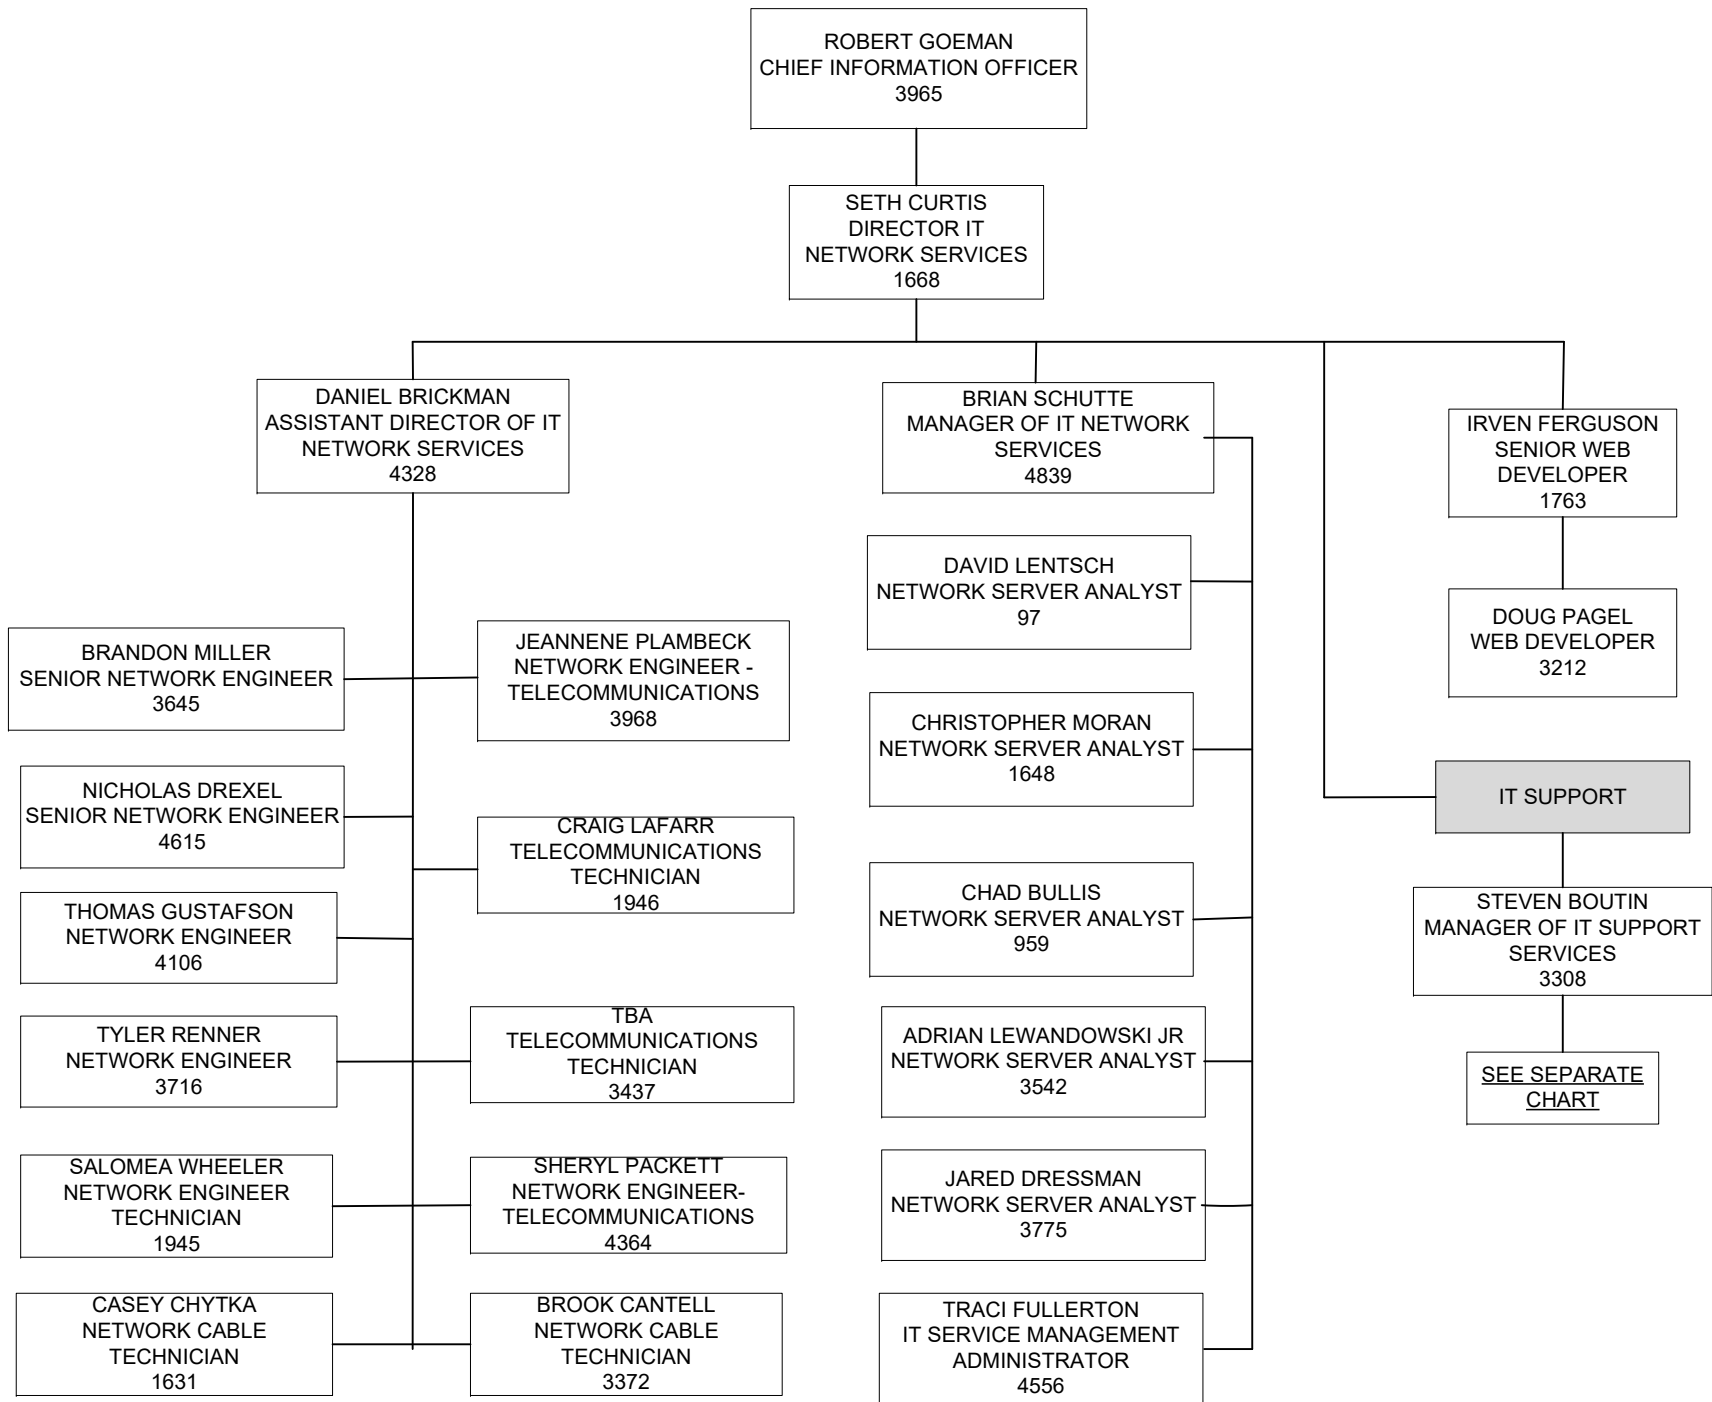 ROBERT GOEMAN
CHIEF INFORMATION OFFICER
3965
SETH CURTIS
DIRECTOR IT
NETWORK SERVICES
1668
DANIEL BRICKMAN
ASSISTANT DIRECTOR OF IT
NETWORK SERVICES
4328
BRANDON MILLER
SENIOR NETWORK ENGINEER
3645
JEANNENE PLAMBECK
NETWORK ENGINEER -
TELECOMMUNICATIONS
3968
NICHOLAS DREXEL
SENIOR NETWORK ENGINEER
4615
CRAIG LAFARR
TELECOMMUNICATIONS
TECHNICIAN
1946
THOMAS GUSTAFSON
NETWORK ENGINEER
4106
TYLER RENNER
NETWORK ENGINEER
3716
TBA
TELECOMMUNICATIONS
TECHNICIAN
3437
SALOMEA WHEELER
NETWORK ENGINEER
TECHNICIAN
1945
SHERYL PACKETT
NETWORK ENGINEER-
TELECOMMUNICATIONS
4364
CASEY CHYTKA
NETWORK CABLE
TECHNICIAN
1631
BROOK CANTELL
NETWORK CABLE
TECHNICIAN
3372
BRIAN SCHUTTE
MANAGER OF IT NETWORK
SERVICES
4839
DAVID LENTSCH
NETWORK SERVER ANALYST
97
CHRISTOPHER MORAN
NETWORK SERVER ANALYST
1648
CHAD BULLIS
NETWORK SERVER ANALYST
959
ADRIAN LEWANDOWSKI JR
NETWORK SERVER ANALYST
3542
JARED DRESSMAN
NETWORK SERVER ANALYST
3775
TRACI FULLERTON
IT SERVICE MANAGEMENT
ADMINISTRATOR
4556
IRVEN FERGUSON
SENIOR WEB
DEVELOPER
1763
DOUG PAGEL
WEB DEVELOPER
3212
IT SUPPORT
STEVEN BOUTIN
MANAGER OF IT SUPPORT
SERVICES
3308
SEE SEPARATE
CHART